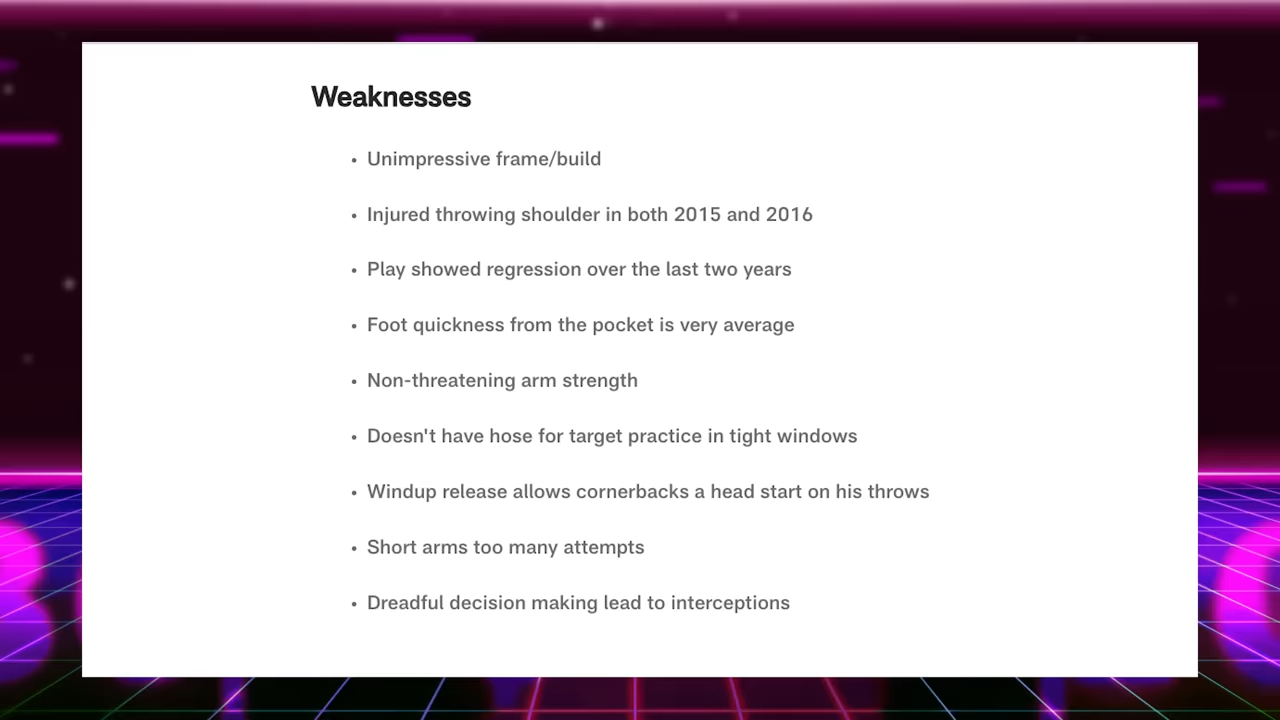 Weaknesses
• Unimpressive frame/build
• Injured throwing shoulder in both 2015 and 2016
• Play showed regression over the last two years
• Foot quickness from the pocket is very average
• Non-threatening arm strength
• Doesn't have hose for target practice in tight windows
• Windup release allows cornerbacks a head start on his throws
• Short arms too many attempts
• Dreadful decision making lead to interceptions